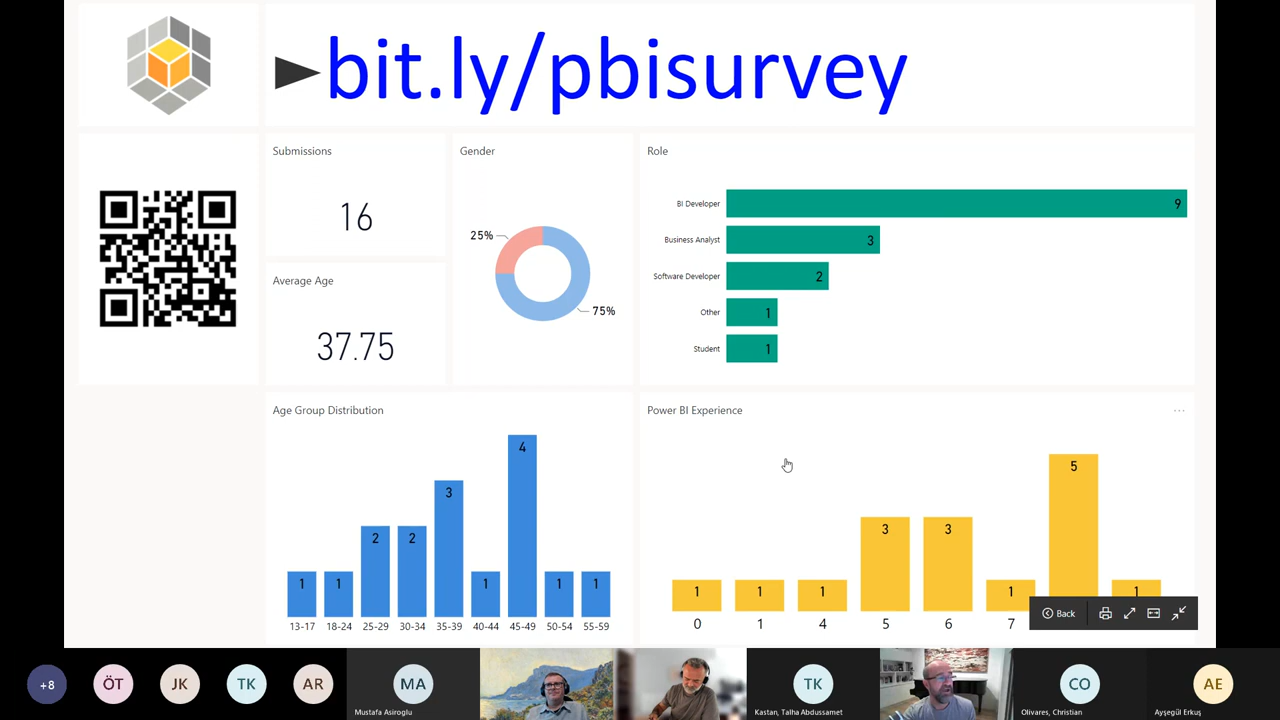 bit.ly/pbisurvey
Submissions
16
Average Age
37.75
Gender
25%
75%
Role
BI Developer
9
Business Analyst
3
Software Developer
2
Other
1
Student
1
Age Group Distribution
1
1
2
2
3
1
4
1
1
13-17
18-24
25-29
30-34
35-39
40-44
45-49
50-54
55-59
Power BI Experience
...
1
1
1
3
3
1
5
1
0
1
4
5
6
7
Back
+8
ÖT
JK
TK
AR
MA
Mustafa Asiroglu
TK
Kastan, Talha Abdussamet
CO
Olivares, Christian
AE
Ayşegül Erkuş